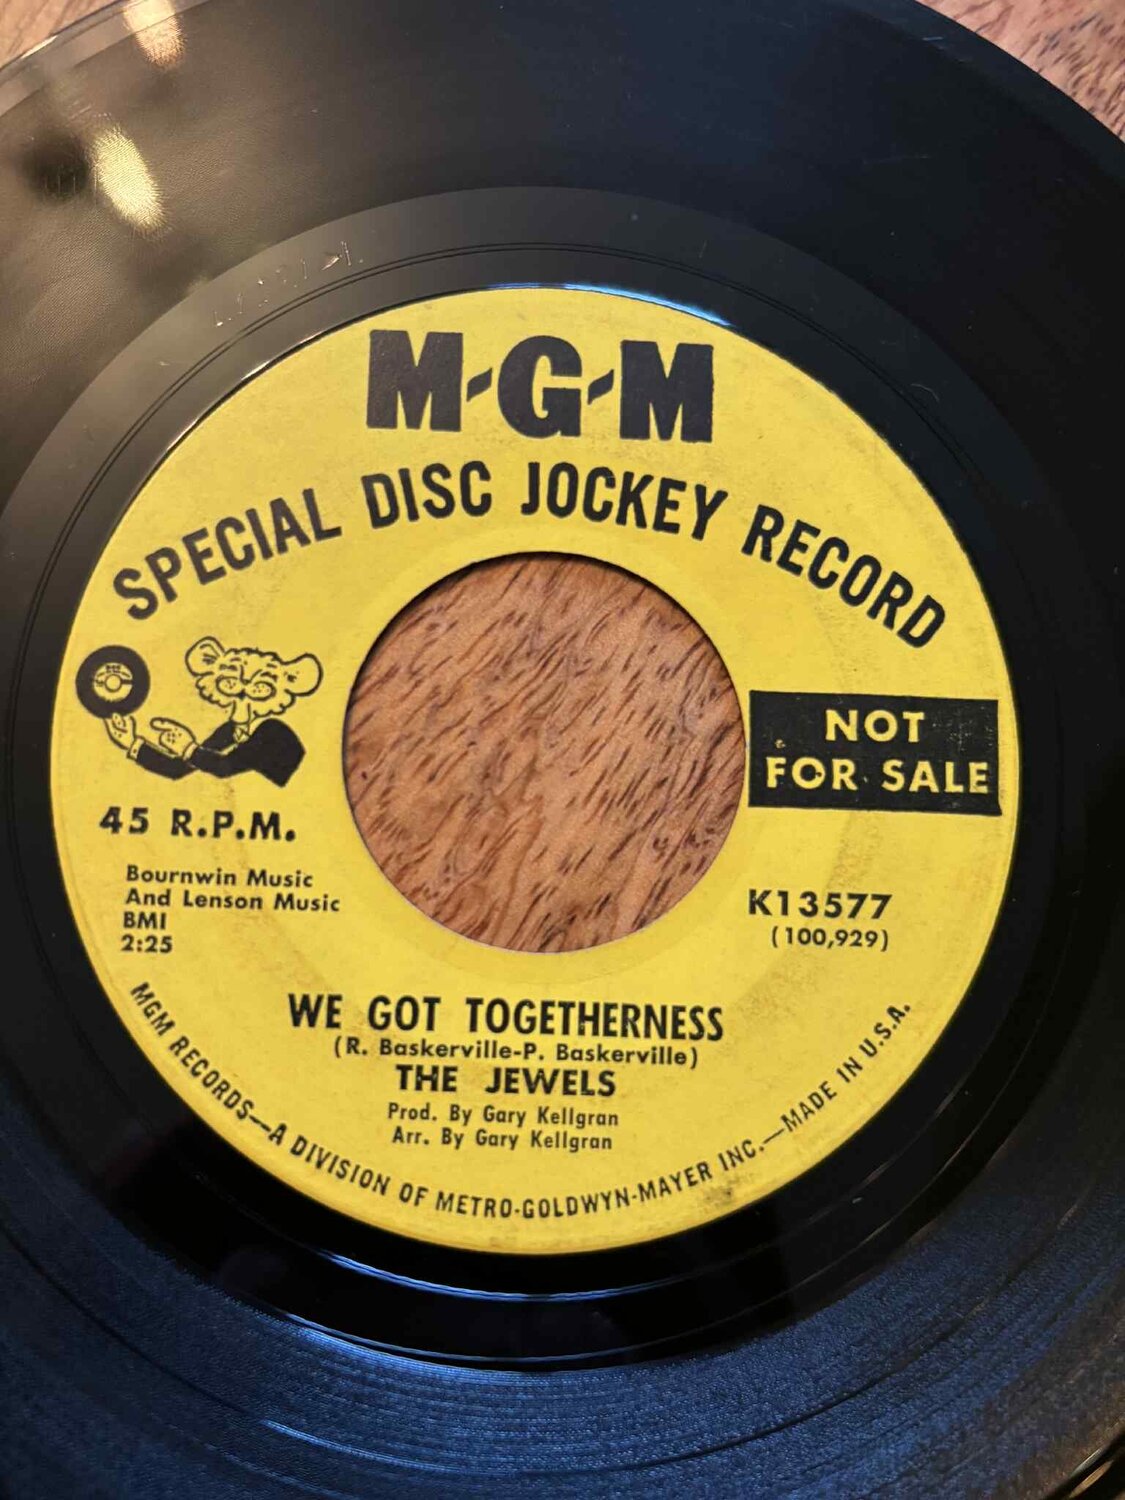 M-G-M
SPECIAL DISC JOCKEY RECORD
NOT
FOR SALE
45 R.P.M.
Bournwin Music
And Lenson Music
BMI
2:25
K13577
(100,929)
WE GOT TOGETHERNESS
(R. Baskerville-P. Baskerville)
THE JEWELS
Prod. By Gary Kellgran
Arr. By Gary Kellgran
MGM RECORDS—A DIVISION OF METRO-GOLDWYN-MAYER INC.—MADE IN U.S.A.